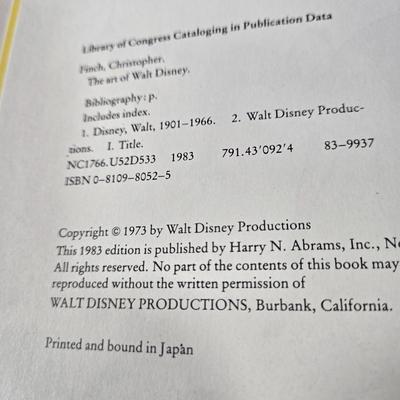 Library of Congress Cataloging in Publication Data
Finch, Christopher.
The art of Walt Disney.
Bibliography: p.
Includes index.
1. Disney, Walt, 1901–1966.  2. Walt Disney Produc-
tions.  I. Title.
NC1766.U52D533  1983  791.43'092'4  83–9937
ISBN 0–8109–8052–5
Copyright © 1973 by Walt Disney Productions
This 1983 edition is published by Harry N. Abrams, Inc.,
All rights reserved. No part of the contents of this book may
reproduced without the written permission of
WALT DISNEY PRODUCTIONS, Burbank, California.
Printed and bound in Japan